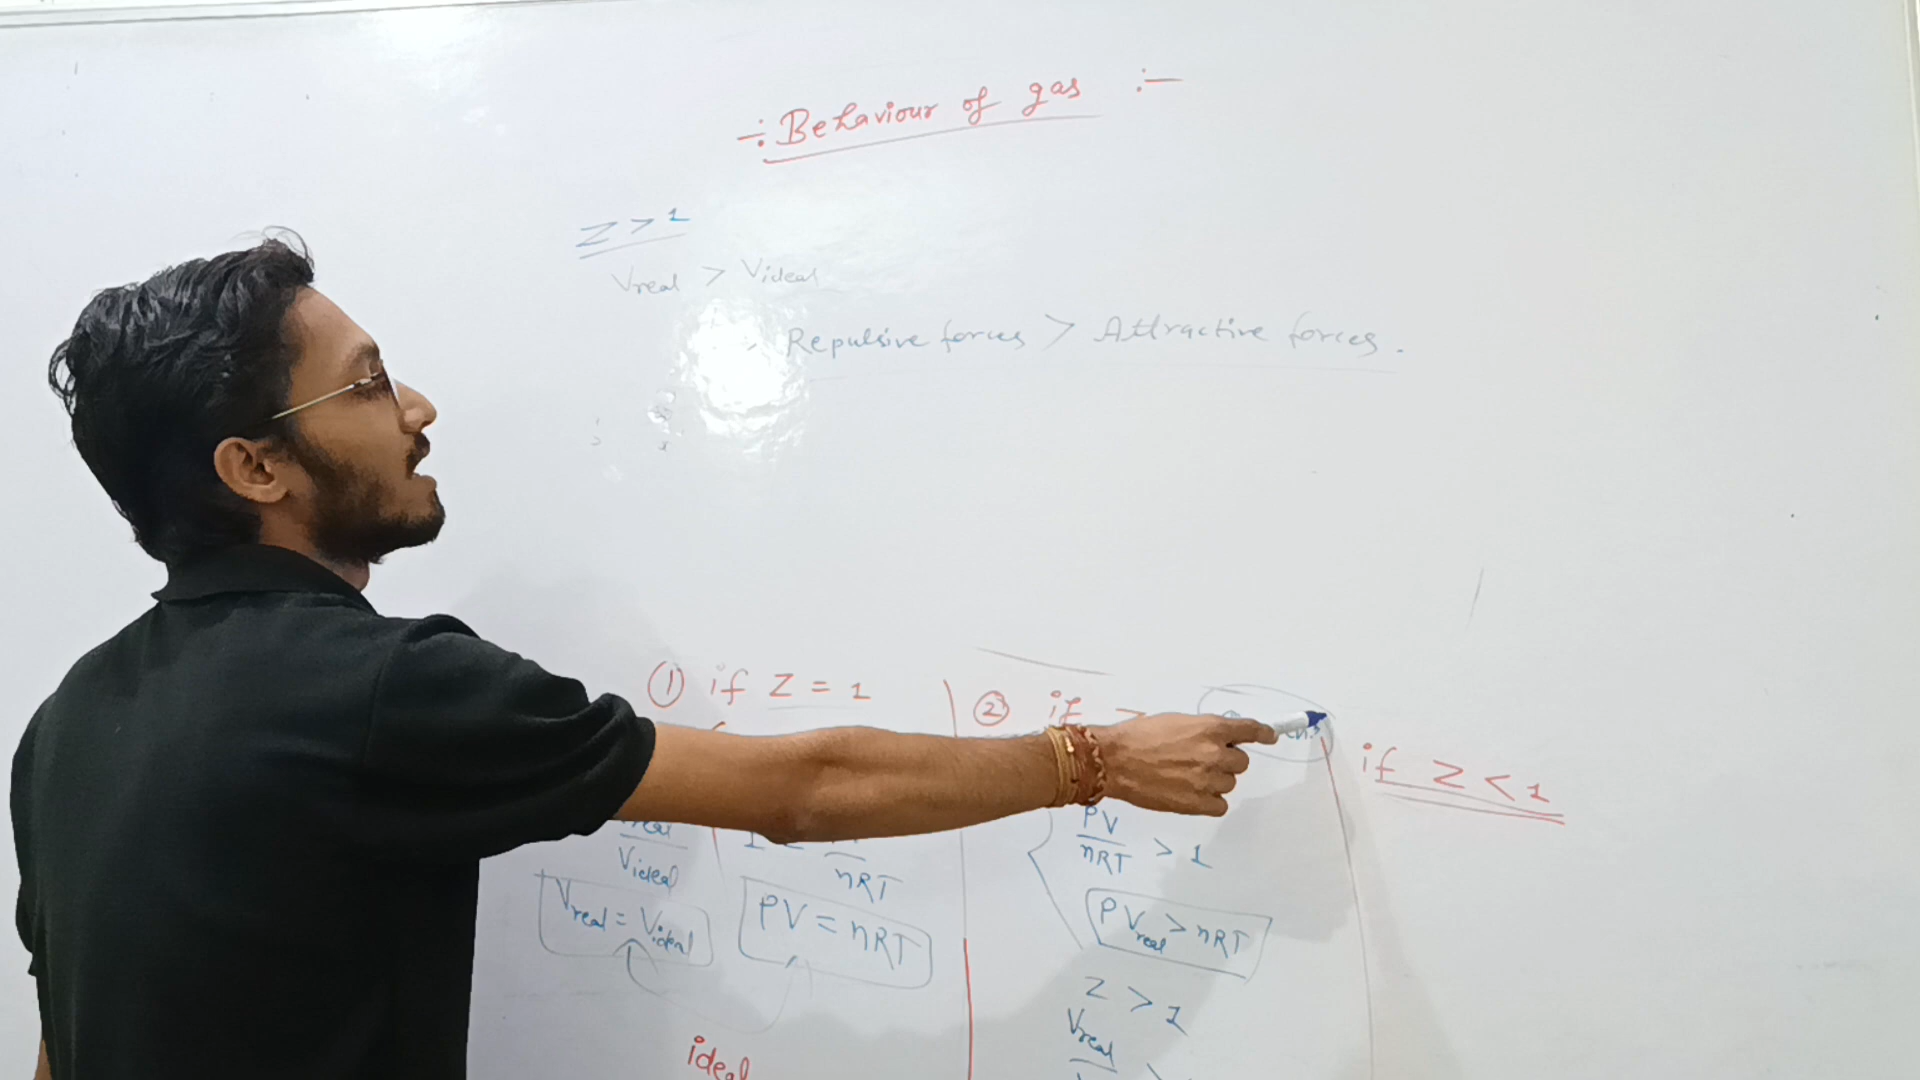 ÷ Behaviour of gas :-
Z > 1
Vreal > Videal
Repulsive forces > Attractive forces.
① if Z = 1
Videal
Vreal = Videal
nRT
PV = nRT
ideal
② if
PV
nRT > 1
PVreal > nRT
Z > 1
Vreal
if Z < 1